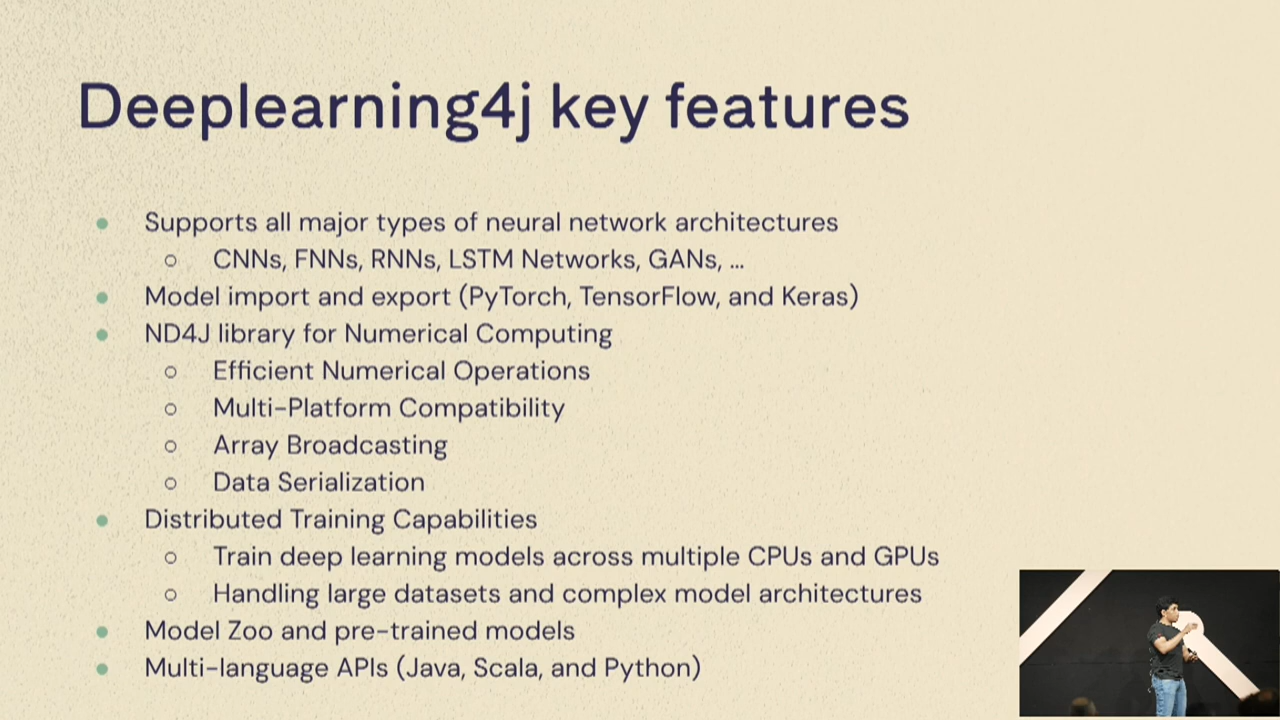 Deeplearning4j key features
● Supports all major types of neural network architectures
○ CNNs, FNNs, RNNs, LSTM Networks, GANs, ...
● Model import and export (PyTorch, TensorFlow, and Keras)
● ND4J library for Numerical Computing
○ Efficient Numerical Operations
○ Multi-Platform Compatibility
○ Array Broadcasting
○ Data Serialization
● Distributed Training Capabilities
○ Train deep learning models across multiple CPUs and GPUs
○ Handling large datasets and complex model architectures
● Model Zoo and pre-trained models
● Multi-language APIs (Java, Scala, and Python)